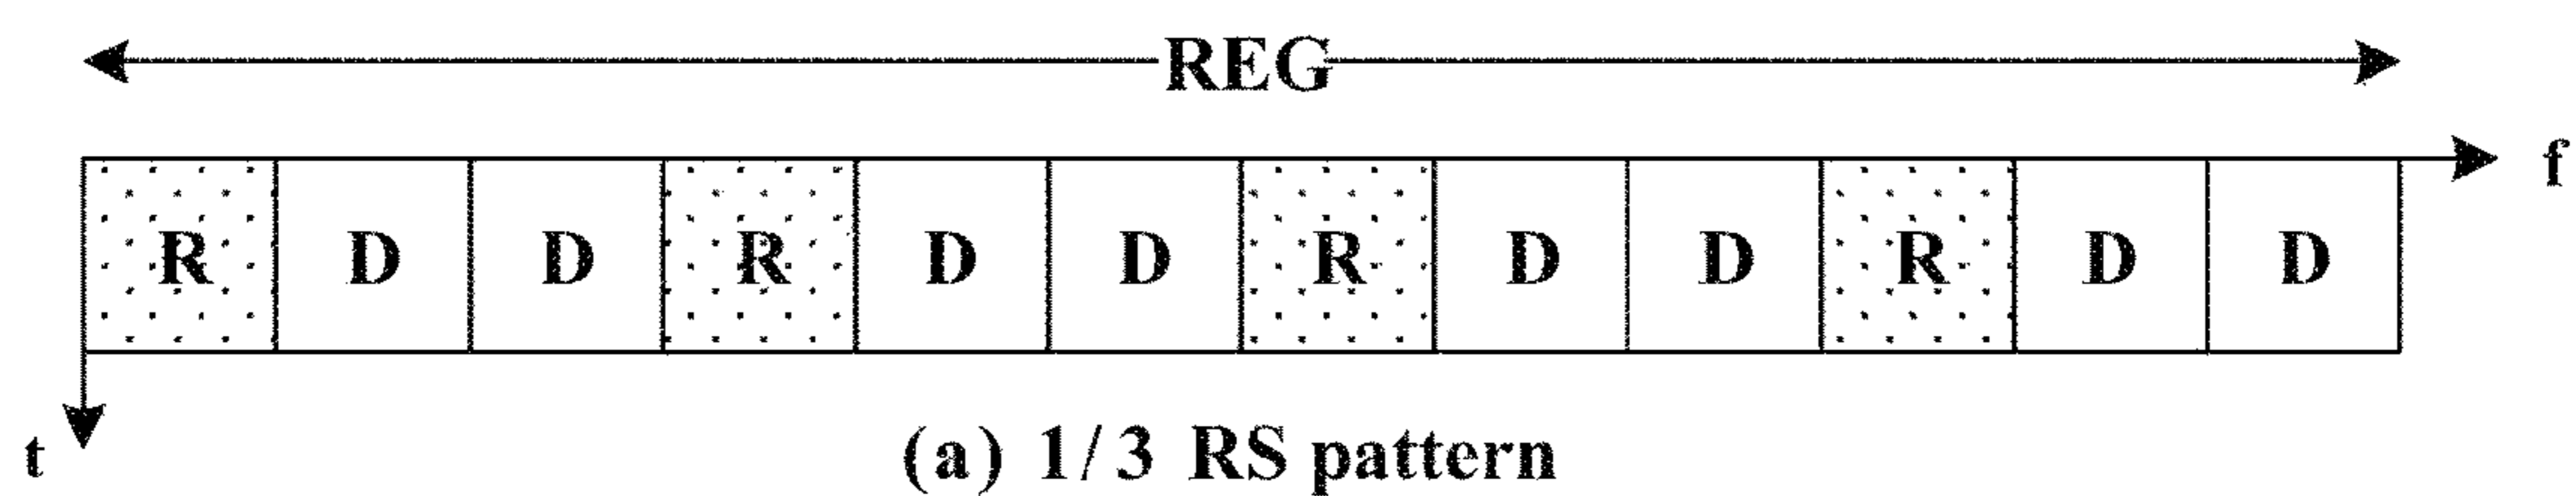 REG
f
R D D R D D R D D R D D
t
(a) 1/3 RS pattern